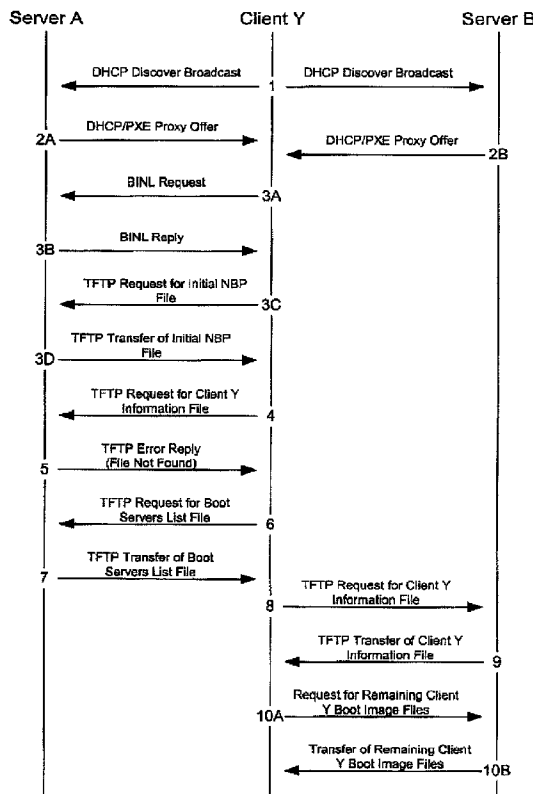 Server A Client Y Server B
DHCP Discover Broadcast DHCP Discover Broadcast
1
DHCP/PXE Proxy Offer
2A
DHCP/PXE Proxy Offer
2B
BINL Request
3A
BINL Reply
3B
TFTP Request for Initial NBP
File
3C
TFTP Transfer of Initial NBP
File
3D
TFTP Request for Client Y
Information File
4
TFTP Error Reply
(File Not Found)
5
TFTP Request for Boot
Servers List File
6
TFTP Transfer of Boot
Servers List File
7
TFTP Request for Client Y
Information File
8
TFTP Transfer of Client Y
Information File
9
Request for Remaining Client
Y Boot Image Files
10A
Transfer of Remaining Client
Y Boot Image Files
10B